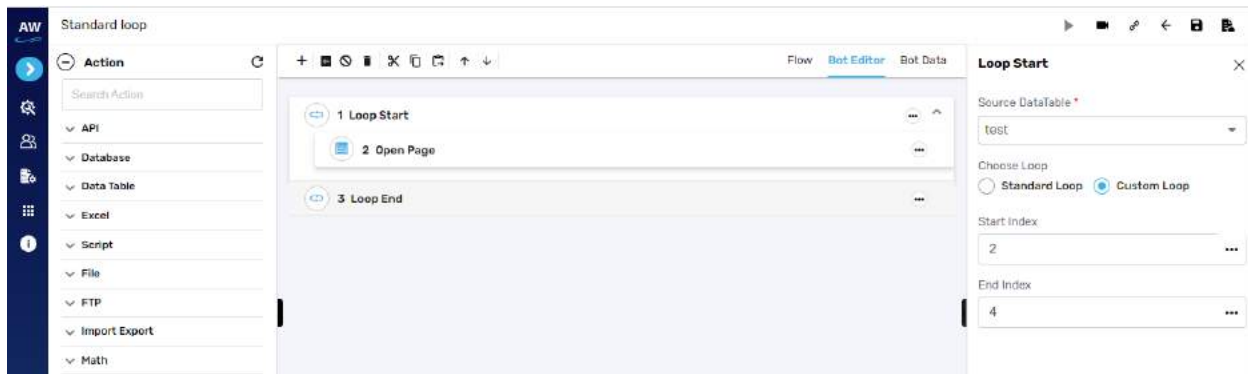 AW
Standard loop
Action
Search Action
API
Database
Data Table
Excel
Script
File
FTP
Import Export
Math
Flow Bot Editor Bot Data
1 Loop Start
2 Open Page
3 Loop End
Loop Start
Source DataTable *
test
Choose Loop
Standard Loop Custom Loop
Start Index
2
End Index
4